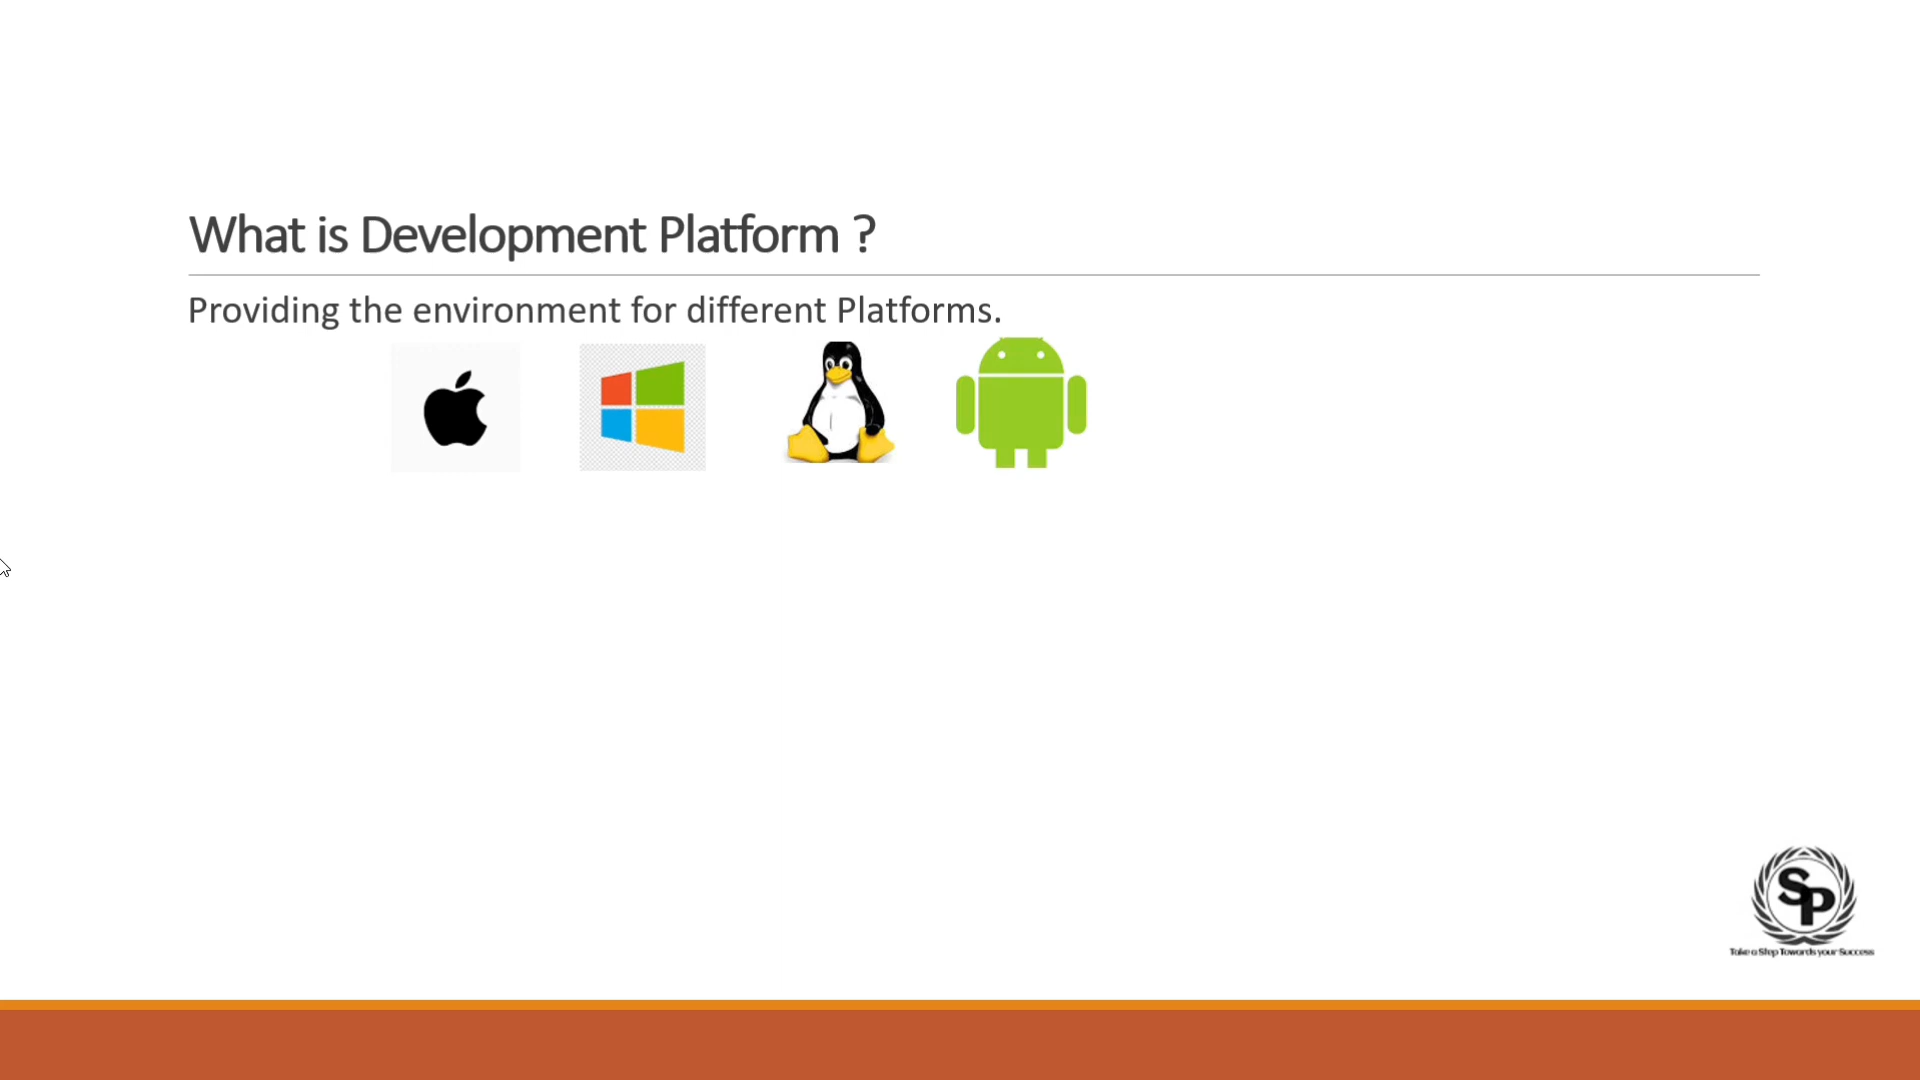 What is Development Platform ?
Providing the environment for different Platforms.
SP
Take a Step Towards your Success